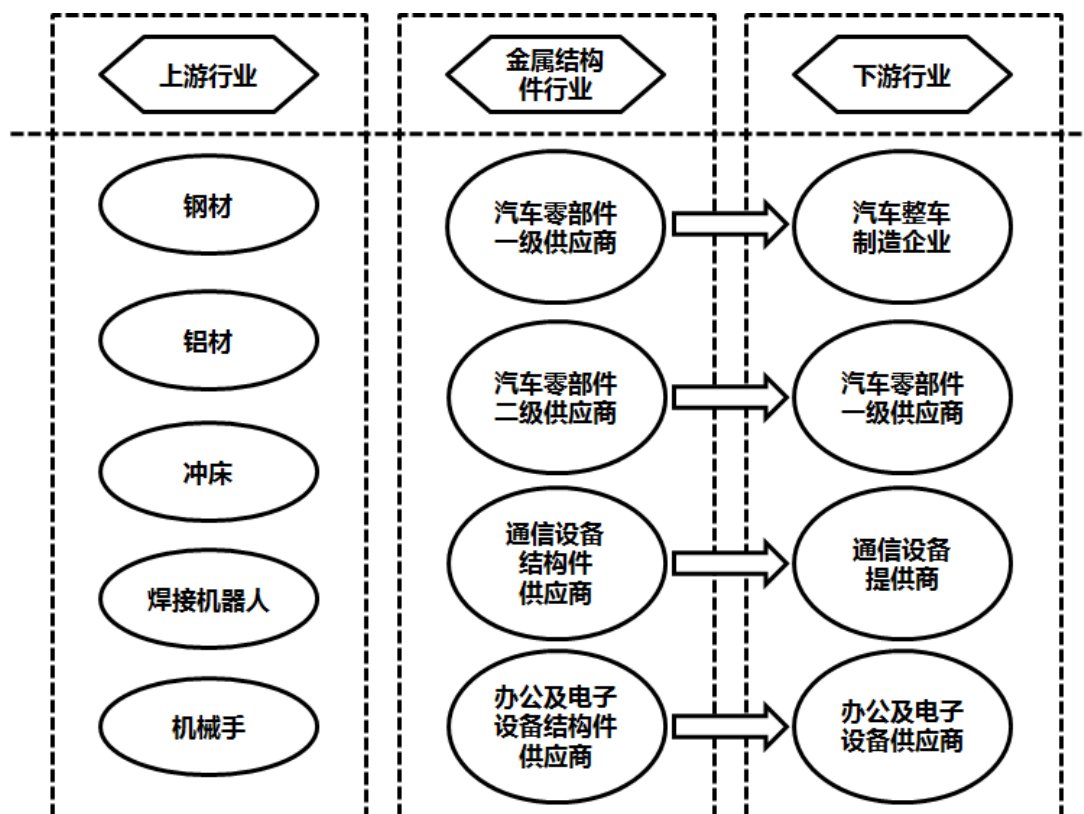 上游行业
金属结构
件行业
下游行业
钢材
铝材
冲床
焊接机器人
机械手
汽车零部件
一级供应商
汽车零部件
二级供应商
通信设备
结构件
供应商
办公及电子
设备结构件
供应商
汽车整车
制造企业
汽车零部件
一级供应商
通信设备
提供商
办公及电子
设备供应商